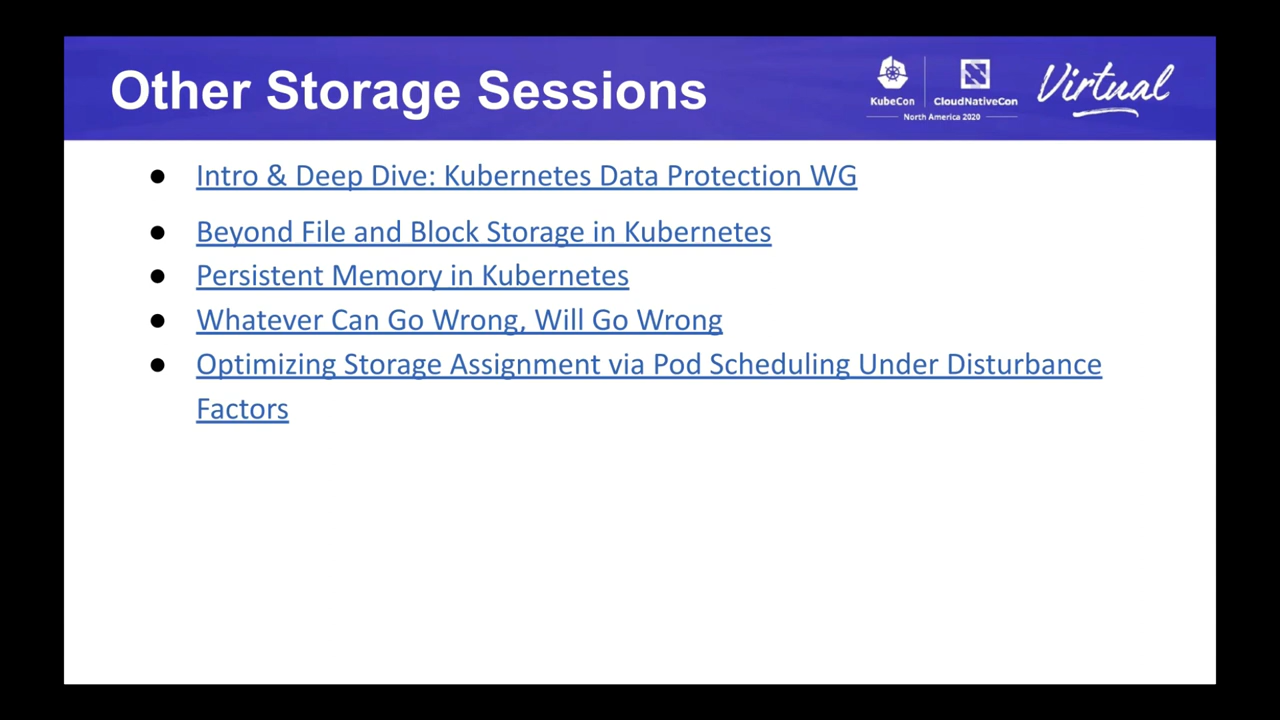 Other Storage Sessions
KubeCon
CloudNativeCon
North America 2020
Virtual
● Intro & Deep Dive: Kubernetes Data Protection WG
● Beyond File and Block Storage in Kubernetes
● Persistent Memory in Kubernetes
● Whatever Can Go Wrong, Will Go Wrong
● Optimizing Storage Assignment via Pod Scheduling Under Disturbance
Factors